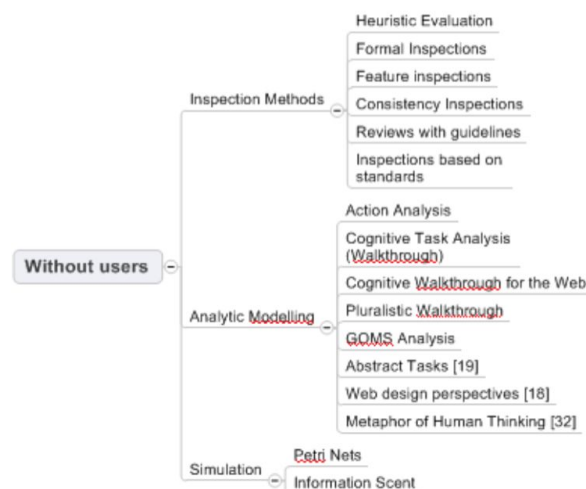 Without users
Inspection Methods
Heuristic Evaluation
Formal Inspections
Feature inspections
Consistency Inspections
Reviews with guidelines
Inspections based on
standards
Analytic Modelling
Action Analysis
Cognitive Task Analysis
(Walkthrough)
Cognitive Walkthrough for the Web
Pluralistic Walkthrough
GOMS Analysis
Abstract Tasks [19]
Web design perspectives [18]
Metaphor of Human Thinking [32]
Simulation
Petri Nets
Information Scent